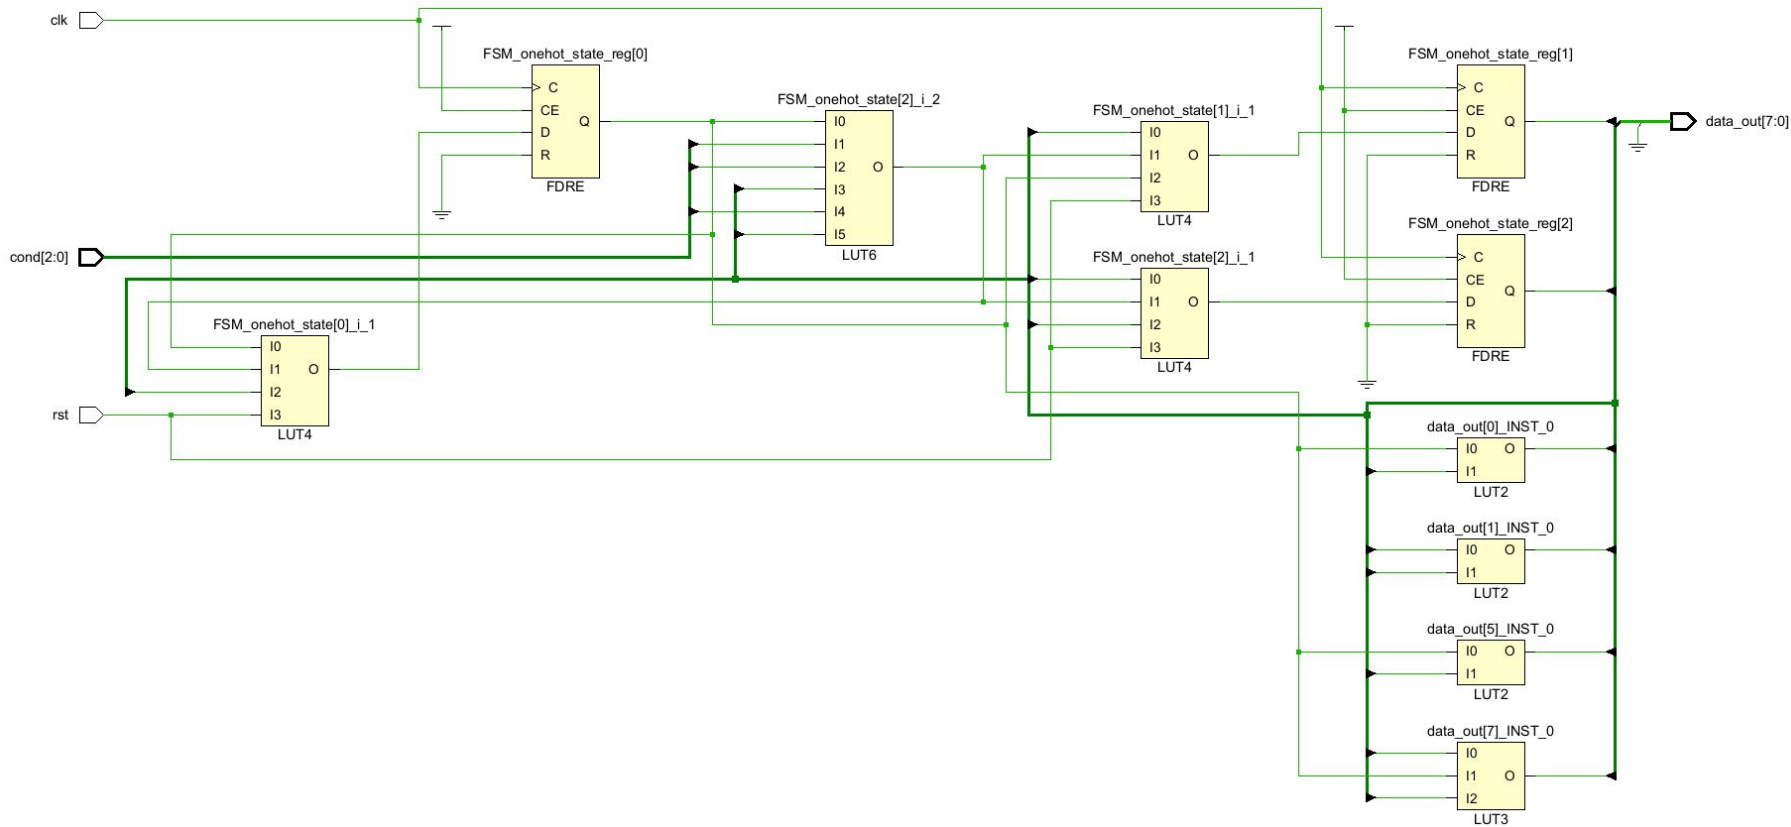 clk
FSM_onehot_state_reg[0]
C
CE
D
R
Q
FDRE
FSM_onehot_state[2]_i_2
I0
I1
I2
I3
I4
I5
O
LUT6
FSM_onehot_state[1]_i_1
I0
I1
I2
I3
O
LUT4
FSM_onehot_state_reg[1]
C
CE
D
R
Q
FDRE
data_out[7:0]
cond[2:0]
FSM_onehot_state[2]_i_1
I0
I1
I2
I3
O
LUT4
FSM_onehot_state_reg[2]
C
CE
D
R
Q
FDRE
FSM_onehot_state[0]_i_1
I0
I1
I2
I3
O
LUT4
rst
data_out[0]_INST_0
I0
I1
O
LUT2
data_out[1]_INST_0
I0
I1
O
LUT2
data_out[5]_INST_0
I0
I1
O
LUT2
data_out[7]_INST_0
I0
I1
I2
O
LUT3